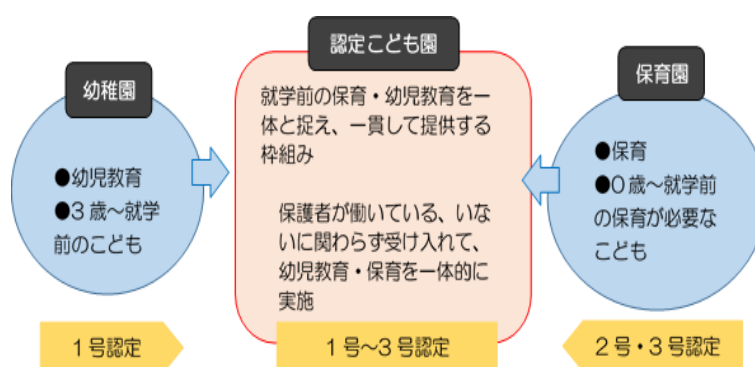 幼稚園
●幼児教育
●3歳～就学
前のこども
1号認定
認定こども園
就学前の保育・幼児教育を一
体と捉え、一貫して提供する
枠組み
保護者が働いている、いな
いに関わらず受け入れて、
幼児教育・保育を一体的に
実施
1号～3号認定
保育園
●保育
●0歳～就学前
の保育が必要な
こども
2号・3号認定